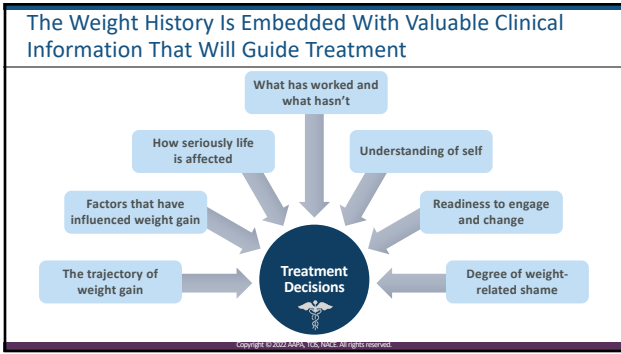 The Weight History Is Embedded With Valuable Clinical
Information That Will Guide Treatment
What has worked and
what hasn't
How seriously life
is affected
Understanding of self
Factors that have
influenced weight gain
Readiness to engage
and change
The trajectory of
weight gain
Treatment
Decisions
Degree of weight-
related shame
Copyright © 2022 AAPA, TOS, NACE. All rights reserved.